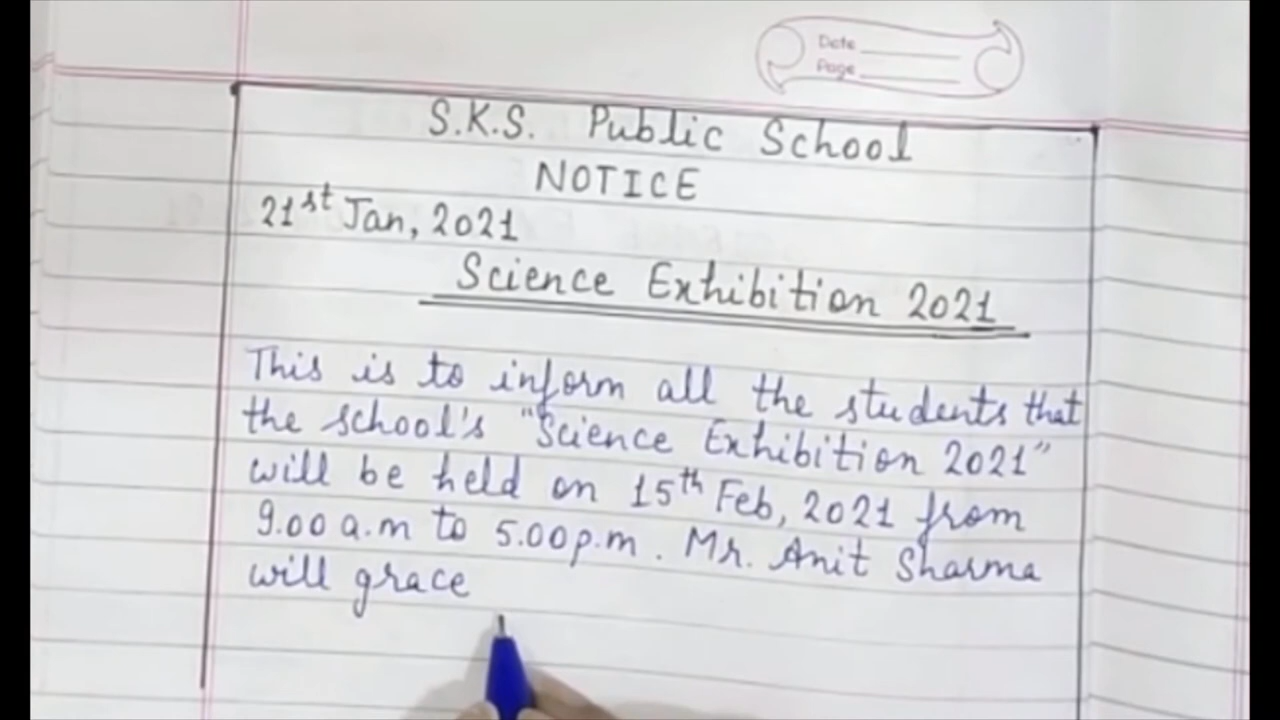 Date
Page
S.K.S. Public School
NOTICE
21st Jan, 2021
Science Exhibition 2021
This is to inform all the students that
the school's "Science Exhibition 2021"
will be held on 15th Feb, 2021 from
9.00 a.m to 5.00 p.m. Mr. Anit Sharma
will grace